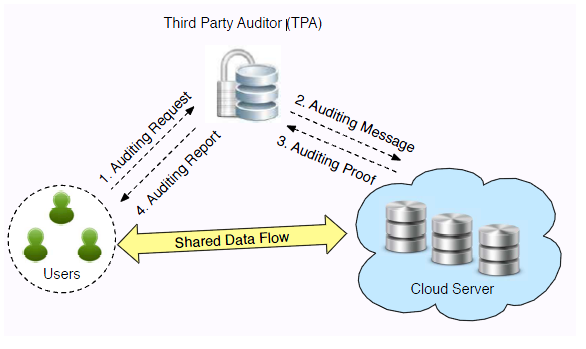 Third Party Auditor (TPA)
1. Auditing Request
2. Auditing Message
3. Auditing Proof
4. Auditing Report
Shared Data Flow
Users
Cloud Server